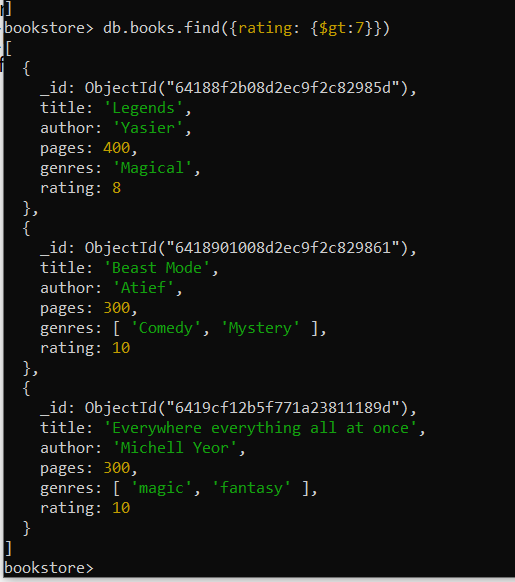 ]
bookstore> db.books.find({rating: {$gt:7}})
[
  {
    _id: ObjectId("64188f2b08d2ec9f2c82985d"),
    title: 'Legends',
    author: 'Yasier',
    pages: 400,
    genres: 'Magical',
    rating: 8
  },
  {
    _id: ObjectId("6418901008d2ec9f2c829861"),
    title: 'Beast Mode',
    author: 'Atief',
    pages: 300,
    genres: [ 'Comedy', 'Mystery' ],
    rating: 10
  },
  {
    _id: ObjectId("6419cf12b5f771a23811189d"),
    title: 'Everywhere everything all at once',
    author: 'Michell Yeor',
    pages: 300,
    genres: [ 'magic', 'fantasy' ],
    rating: 10
  }
]
bookstore>